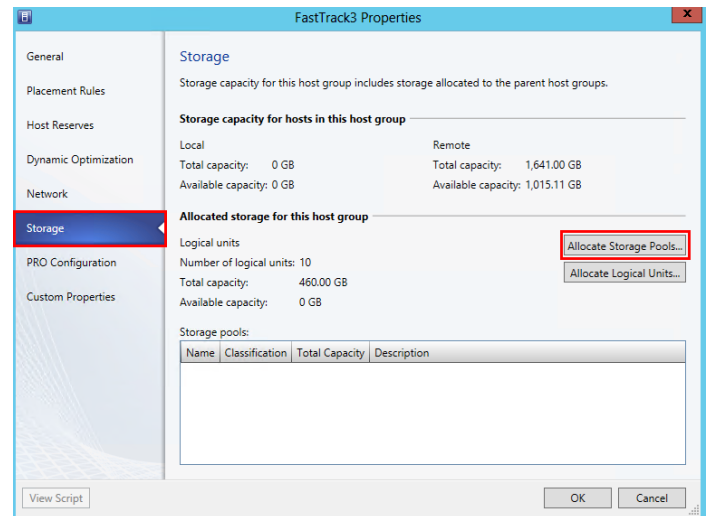 FastTrack3 Properties
x
General
Placement Rules
Host Reserves
Dynamic Optimization
Network
Storage
PRO Configuration
Custom Properties
Storage
Storage capacity for this host group includes storage allocated to the parent host groups.
Storage capacity for hosts in this host group
Local Remote
Total capacity: 0 GB Total capacity: 1,641.00 GB
Available capacity: 0 GB Available capacity: 1,015.11 GB
Allocated storage for this host group
Logical units
Allocate Storage Pools...
Number of logical units: 10
Allocate Logical Units...
Total capacity: 460.00 GB
Available capacity: 0 GB
Storage pools:
Name Classification Total Capacity Description
View Script OK Cancel